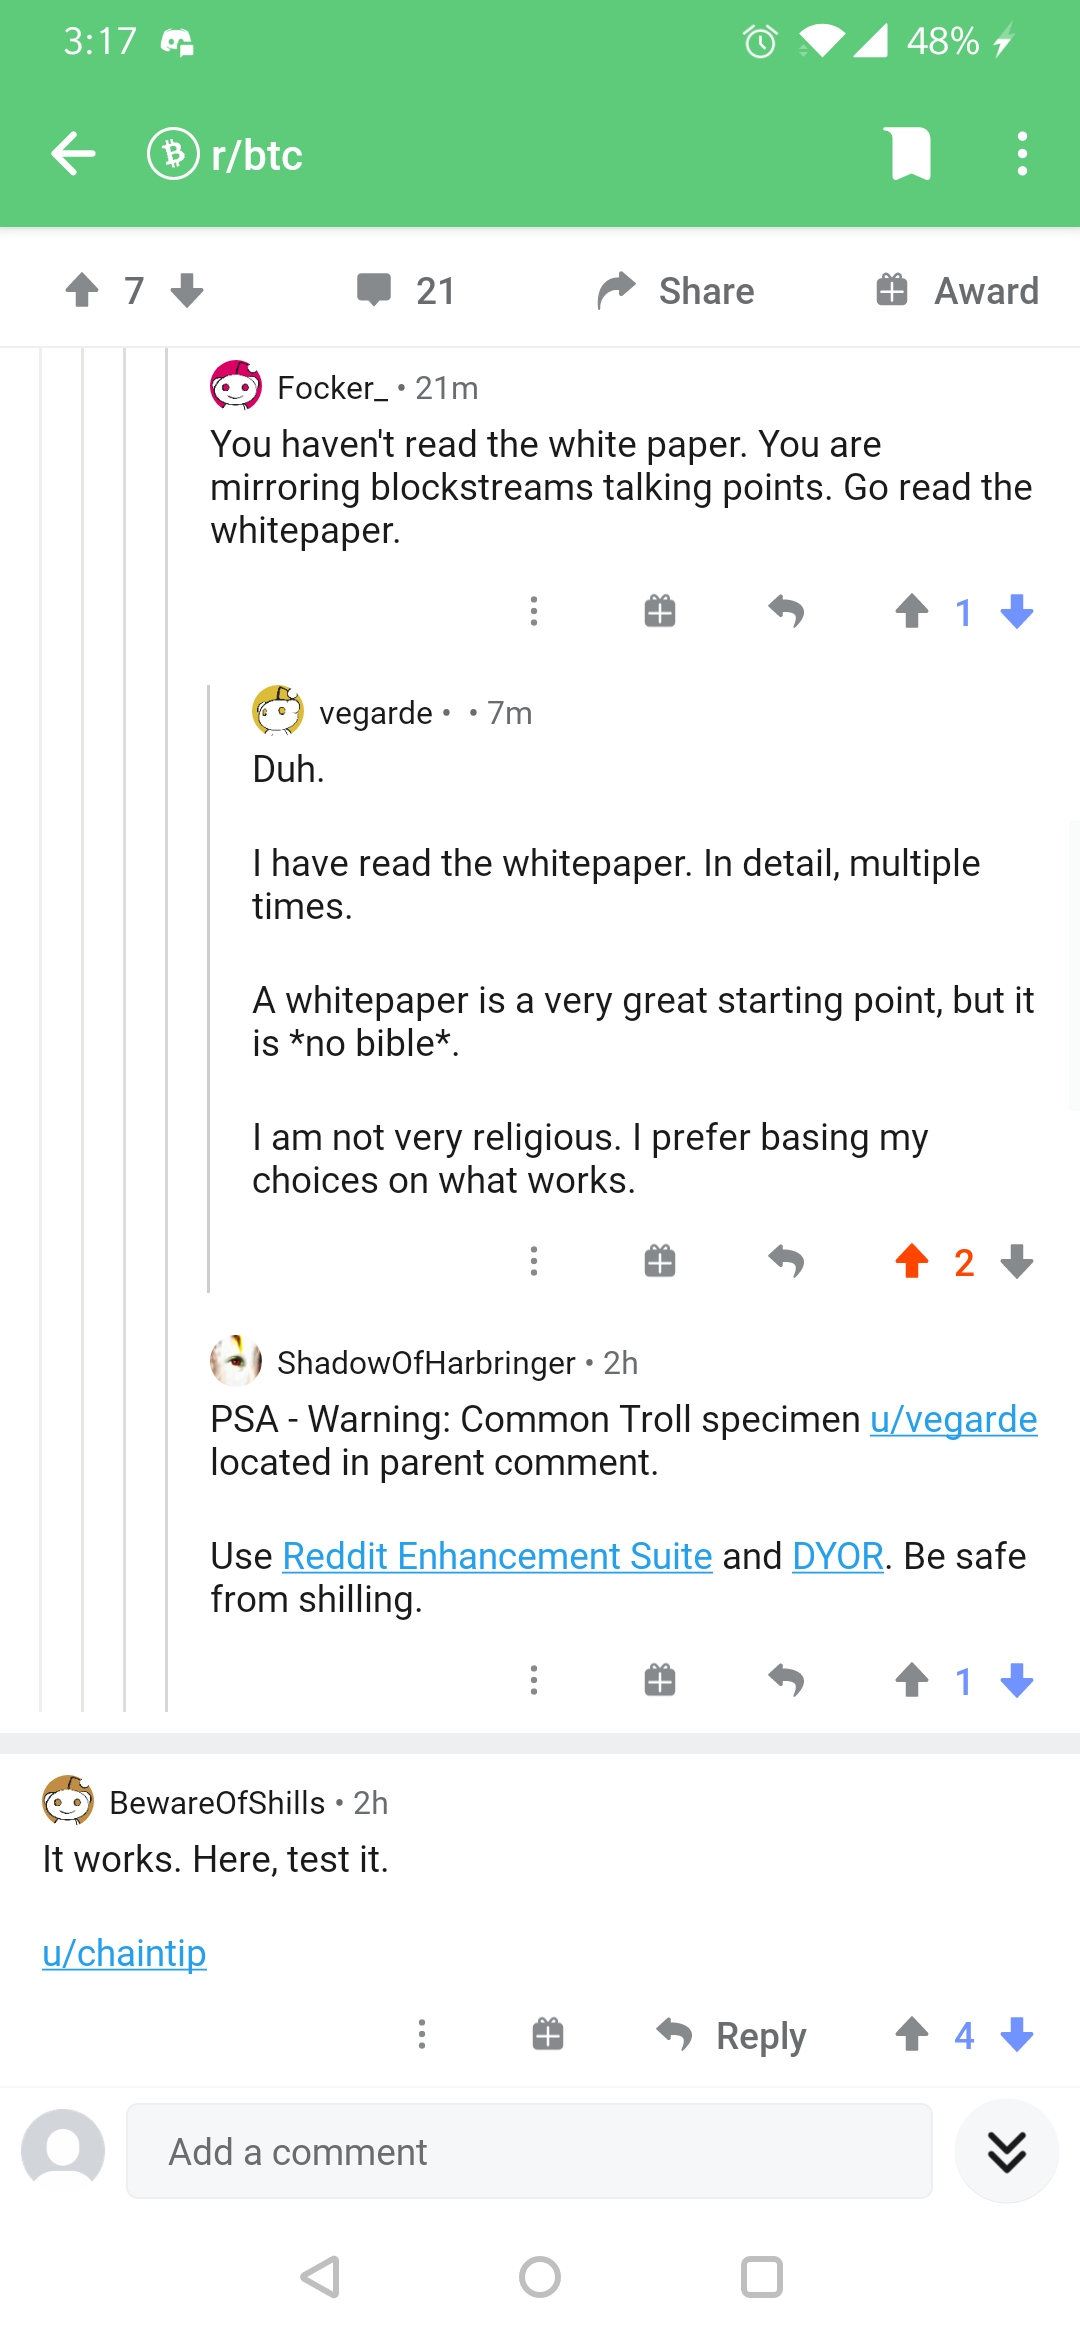 3:17 48%
r/btc
7 21 Share Award
Focker_ • 21m
You haven't read the white paper. You are
mirroring blockstreams talking points. Go read the
whitepaper.
1
vegarde • • 7m
Duh.
I have read the whitepaper. In detail, multiple
times.
A whitepaper is a very great starting point, but it
is *no bible*.
I am not very religious. I prefer basing my
choices on what works.
2
ShadowOfHarbringer • 2h
PSA - Warning: Common Troll specimen u/vegarde
located in parent comment.
Use Reddit Enhancement Suite and DYOR. Be safe
from shilling.
1
BewareOfShills • 2h
It works. Here, test it.
u/chaintip
Reply 4
Add a comment